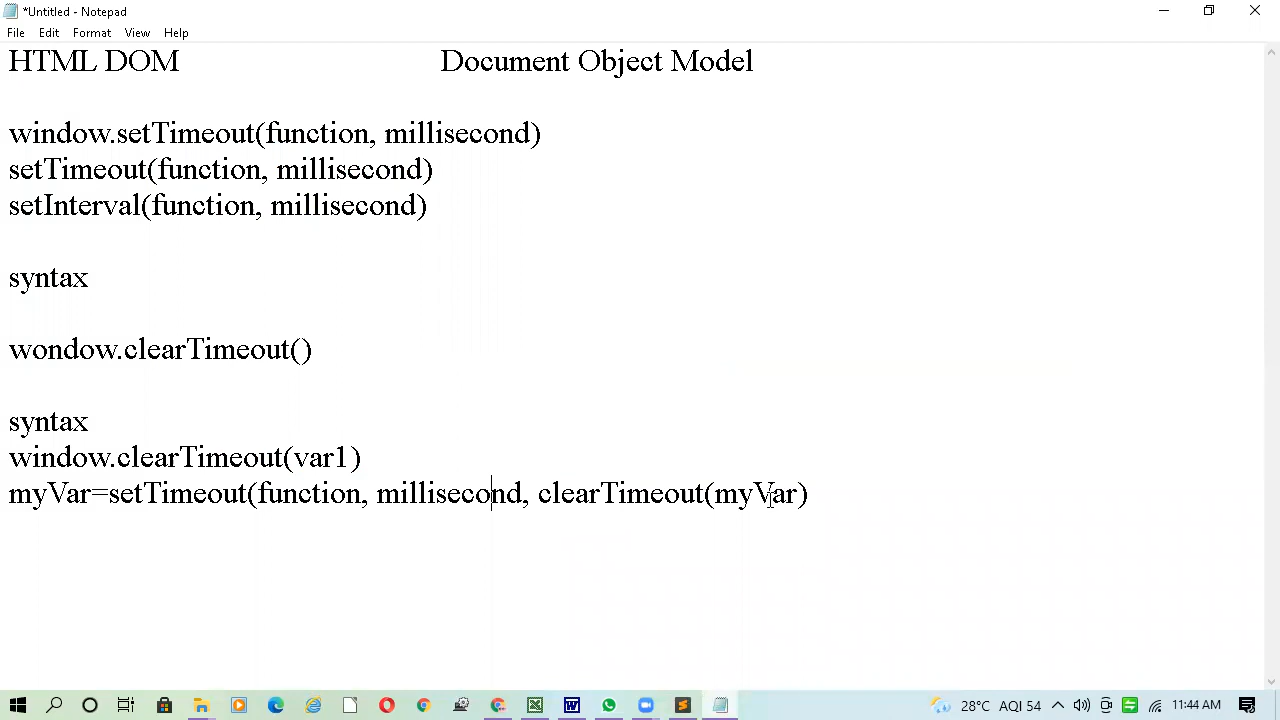 *Untitled - Notepad
File Edit Format View Help
HTML DOM Document Object Model
window.setTimeout(function, millisecond)
setTimeout(function, millisecond)
setInterval(function, millisecond)
syntax
wondow.clearTimeout()
syntax
window.clearTimeout(var1)
myVar=setTimeout(function, millisecond, clearTimeout(myVar)
28°C AQI 54 11:44 AM